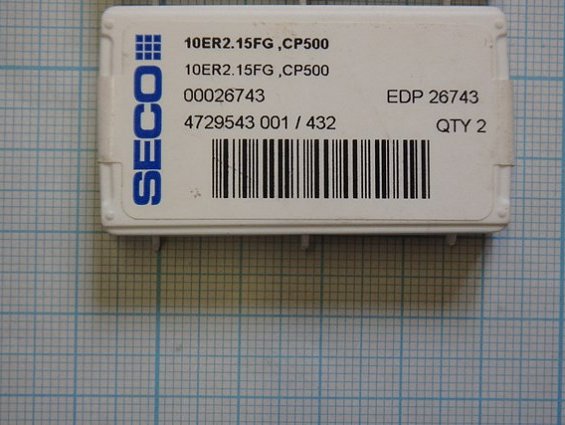 SECO
10ER2.15FG ,CP500
10ER2.15FG ,CP500
00026743 EDP 26743
4729543 001 / 432 QTY 2